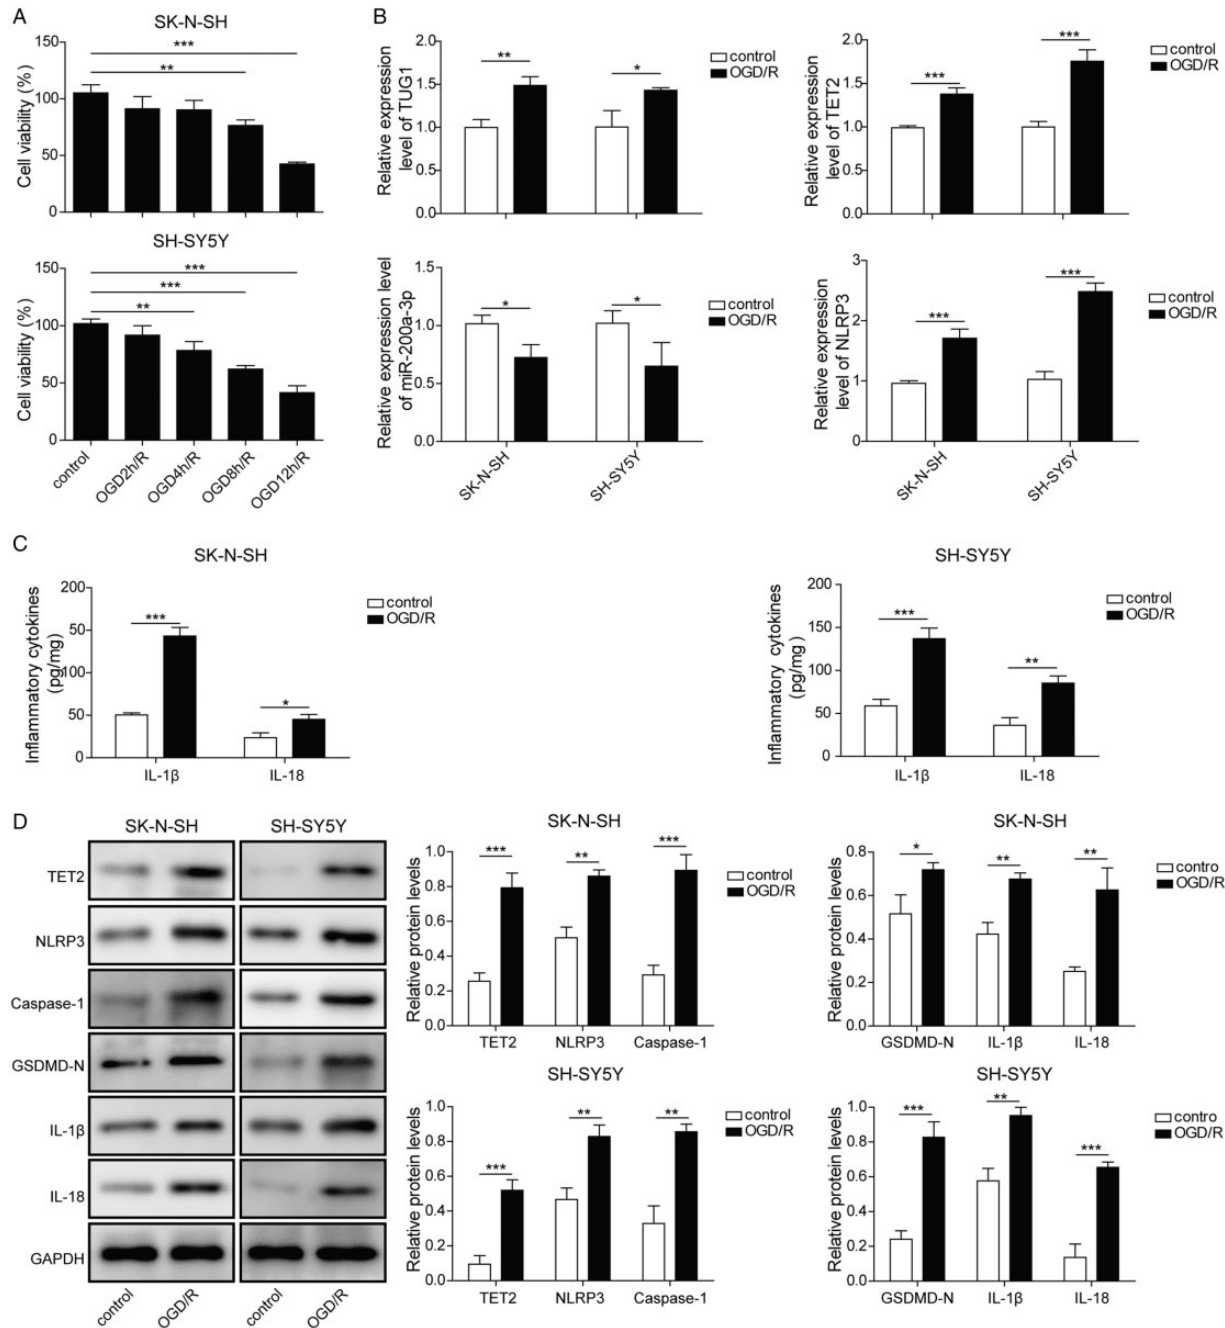 A
SK-N-SH
Cell viability (%)
150
100
50
0
***
**
SH-SY5Y
Cell viability (%)
150
100
50
0
***
***
**
control
OGD2h/R
OGD4h/R
OGD8h/R
OGD12h/R
B
Relative expression
level of TUG1
2.0
1.5
1.0
0.5
0.0
**
*
control
OGD/R
Relative expression
level of TET2
2.0
1.5
1.0
0.5
0.0
***
***
control
OGD/R
Relative expression level
of miR-200a-3p
1.5
1.0
0.5
0.0
*
*
control
OGD/R
SK-N-SH
SH-SY5Y
Relative expression
level of NLRP3
3
2
1
0
***
***
control
OGD/R
SK-N-SH
SH-SY5Y
C
SK-N-SH
Inflammatory cytokines
(pg/mg)
200
50
100
50
0
***
*
IL-1β
IL-18
control
OGD/R
SH-SY5Y
Inflammatory cytokines
(pg/mg)
200
150
100
50
0
***
**
IL-1β
IL-18
control
OGD/R
D
SK-N-SH
SH-SY5Y
TET2
NLRP3
Caspase-1
GSDMD-N
IL-1β
IL-18
GAPDH
control
OGD/R
control
OGD/R
SK-N-SH
Relative protein levels
1.0
0.8
0.6
0.4
0.2
0.0
***
**
***
TET2
NLRP3
Caspase-1
control
OGD/R
SK-N-SH
Relative protein levels
0.8
0.6
0.4
0.2
0.0
*
**
**
GSDMD-N
IL-1β
IL-18
contro
OGD/R
SH-SY5Y
Relative protein levels
1.0
0.8
0.6
0.4
0.2
0.0
***
**
**
TET2
NLRP3
Caspase-1
control
OGD/R
SH-SY5Y
Relative protein levels
1.0
0.8
0.6
0.4
0.2
0.0
***
**
***
GSDMD-N
IL-1β
IL-18
contro
OGD/R